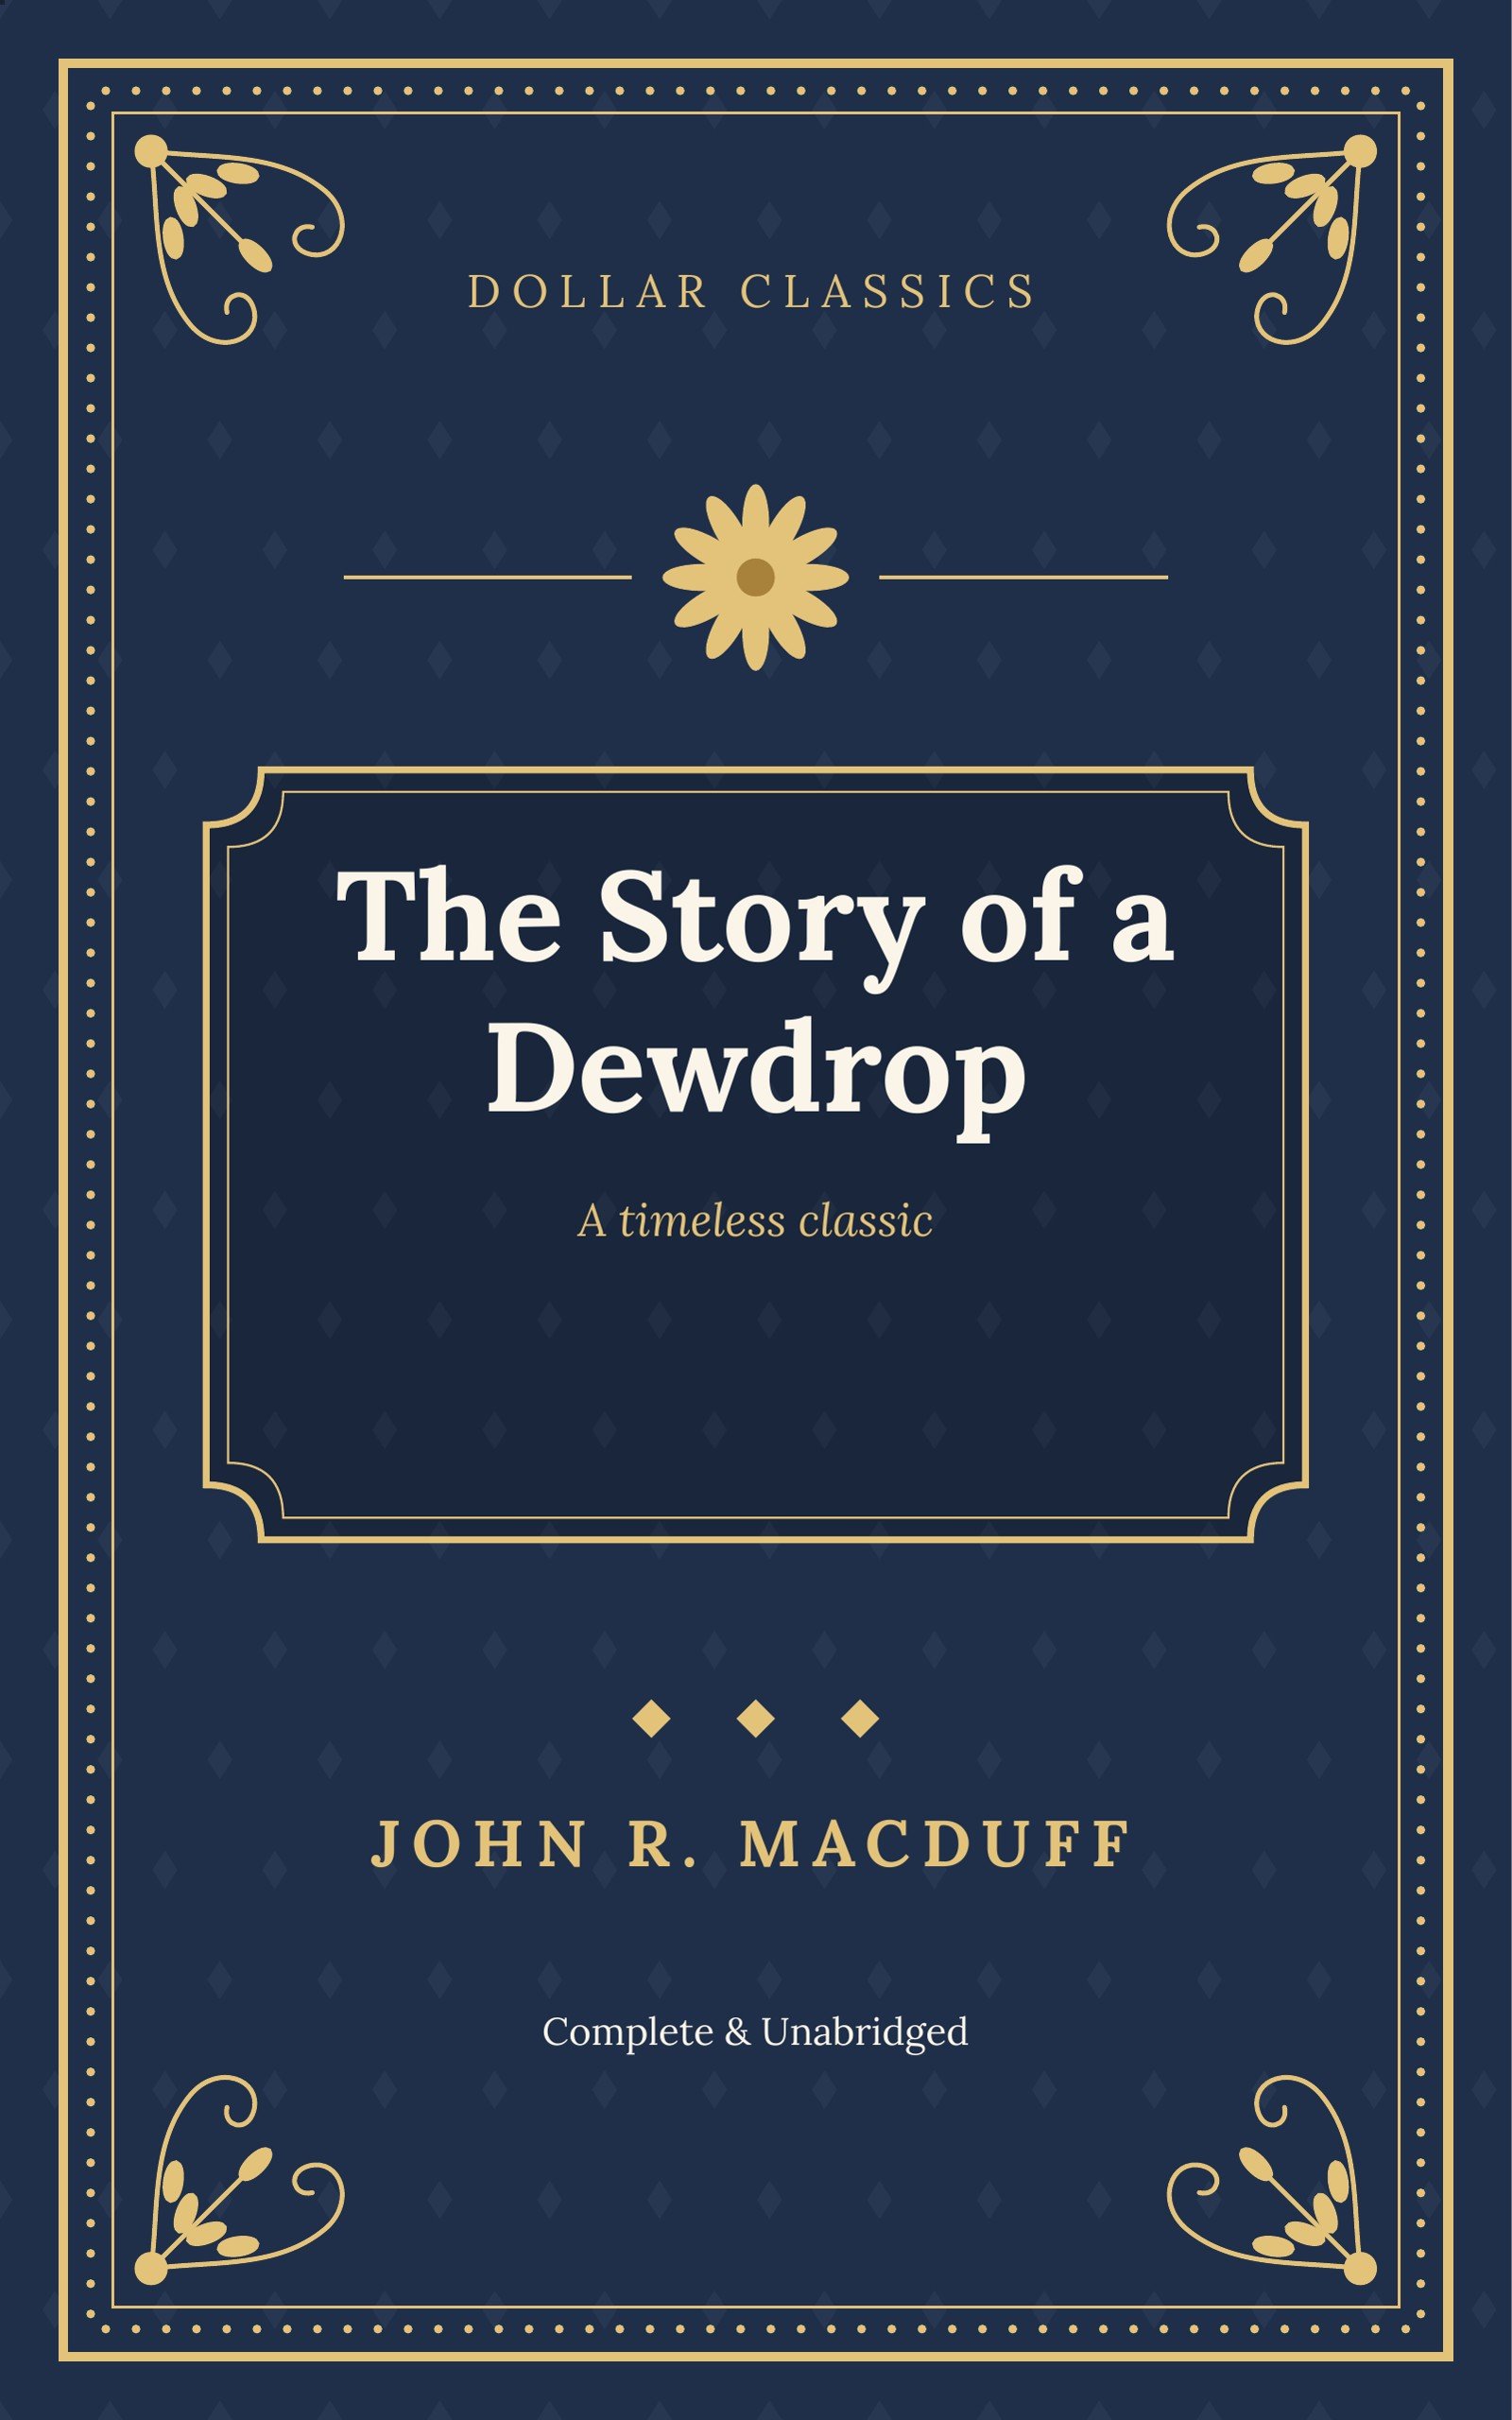 DOLLAR CLASSICS
The Story of a
Dewdrop
A timeless classic
JOHN R. MACDUFF
Complete & Unabridged